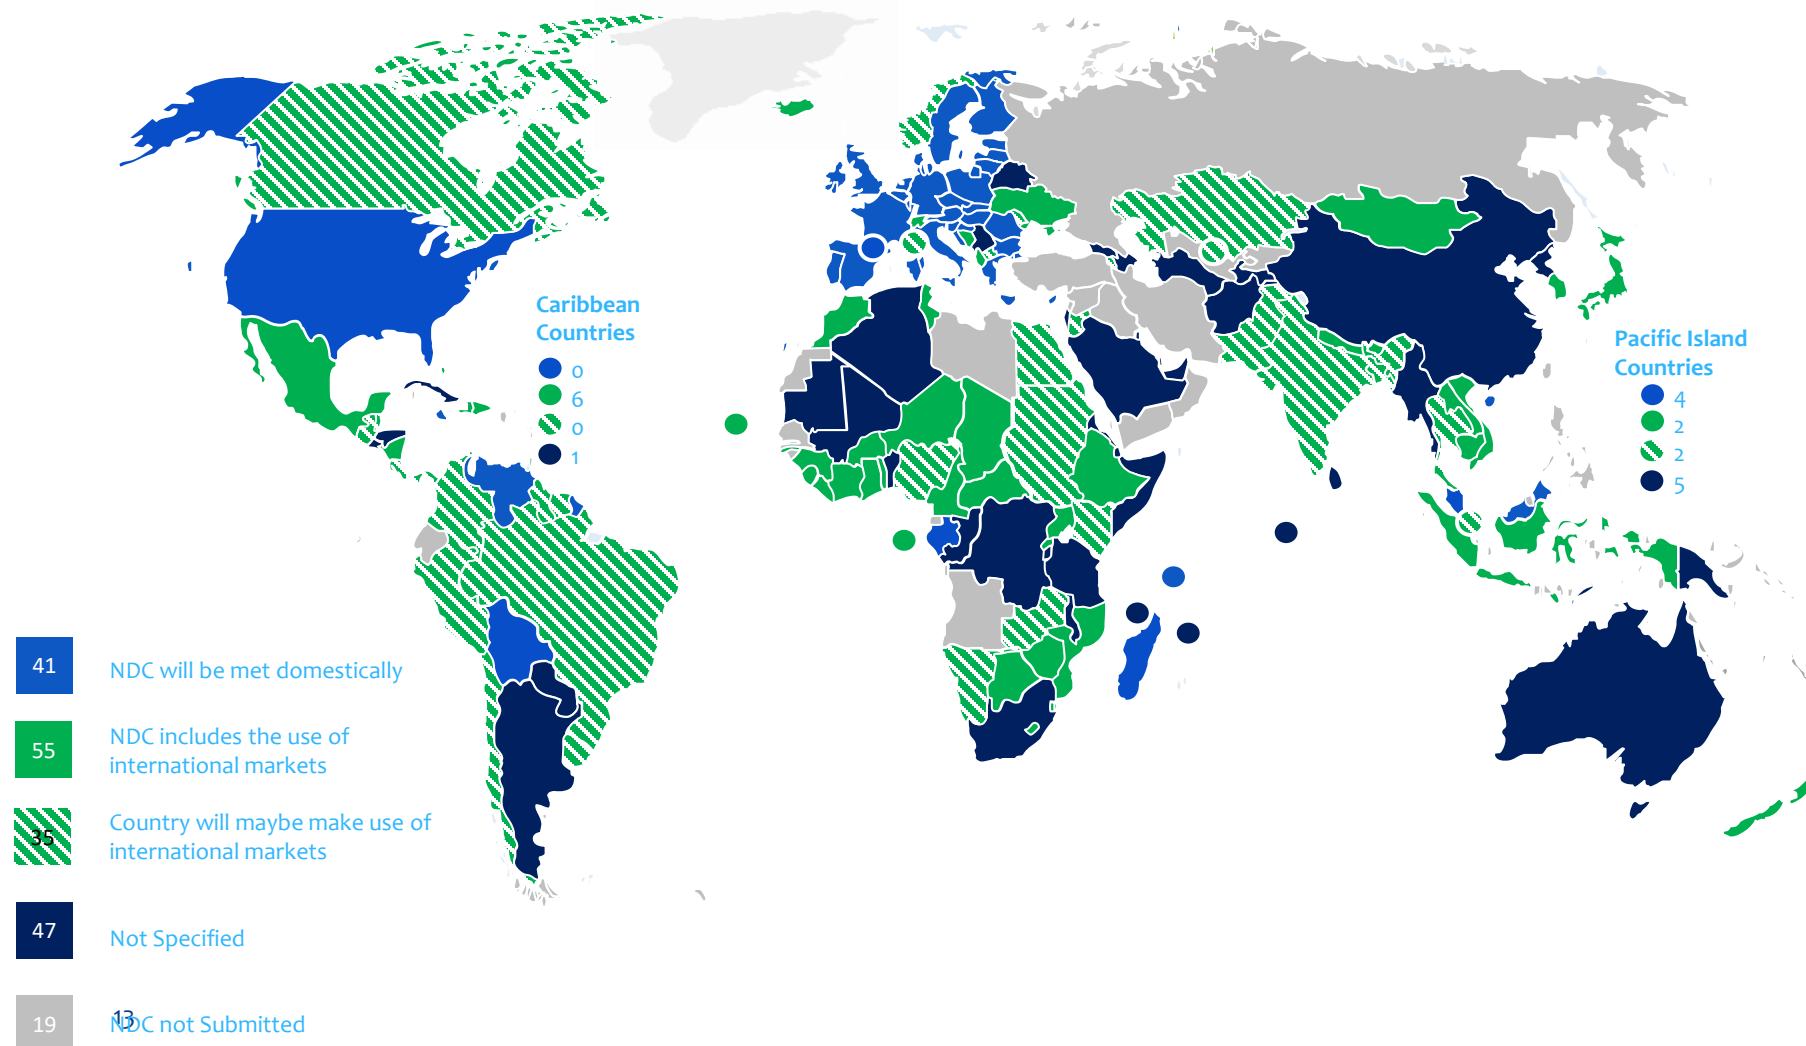 Caribbean
Countries
0
6
0
1
Pacific Island
Countries
4
2
2
5
41
NDC will be met domestically
55
NDC includes the use of
international markets
35
Country will maybe make use of
international markets
47
Not Specified
19
NDC not Submitted
13